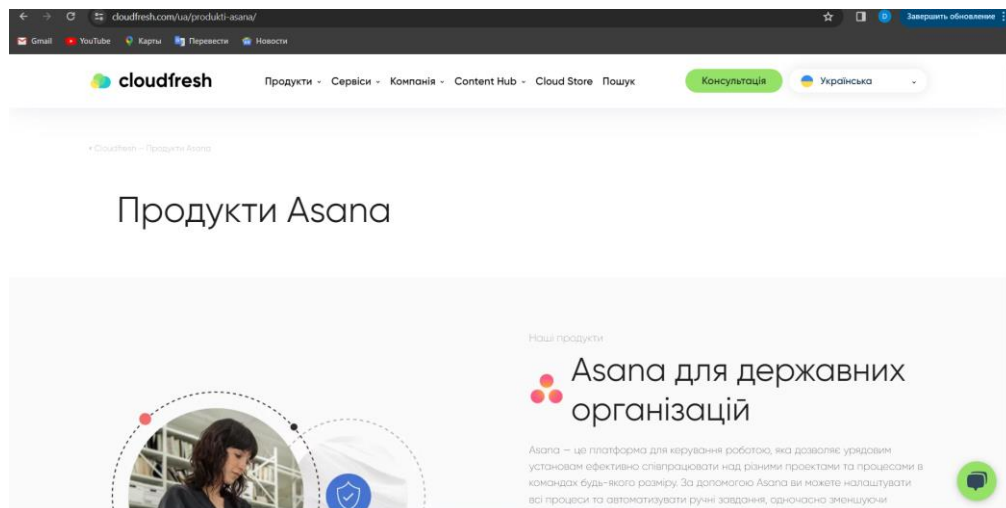 cloudfresh.com/ua/produkti-asana/
D
Завершить обновление
Gmail YouTube Карты Перевести Новости
cloudfresh Продукти Сервіси Компанія Content Hub Cloud Store Пошук Консультація Українська
• Cloudfresh – Продукти Asana
Продукти Asana
Наші продукти
Asana для державних
організацій
Asana – це платформа для керування роботою, яка дозволяє урядовим
установам ефективно співпрацювати над різними проектами та процесами в
командах будь-якого розміру. За допомогою Asana ви можете налаштувати
всі процеси та автоматизувати ручні завдання, одночасно зменшуючи